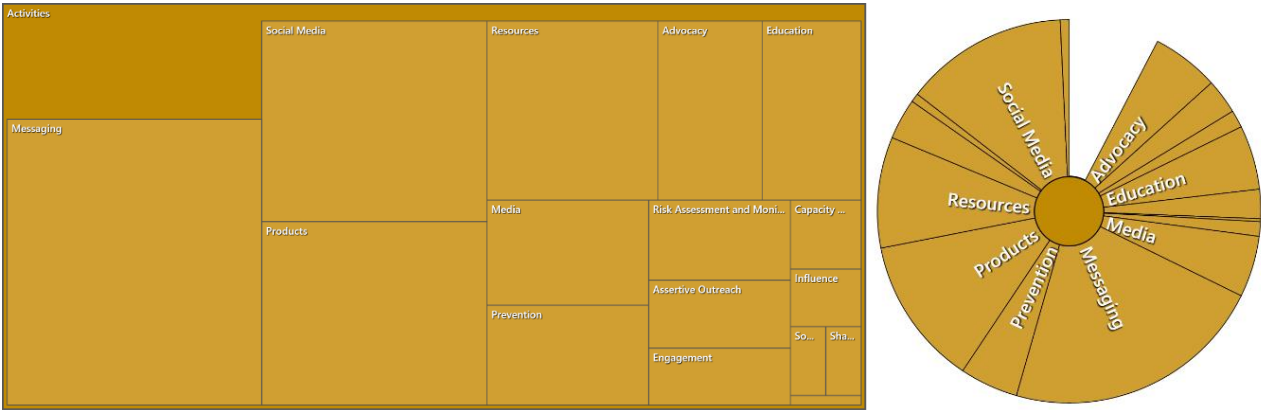 Activities
Social Media
Resources
Advocacy
Education
Messaging
Media
Risk Assessment and Moni...
Capacity ...
Products
Influence
Assertive Outreach
Prevention
So...
Sha...
Engagement
Social Media
Advocacy
Education
Resources
Media
Products
Prevention
Messaging